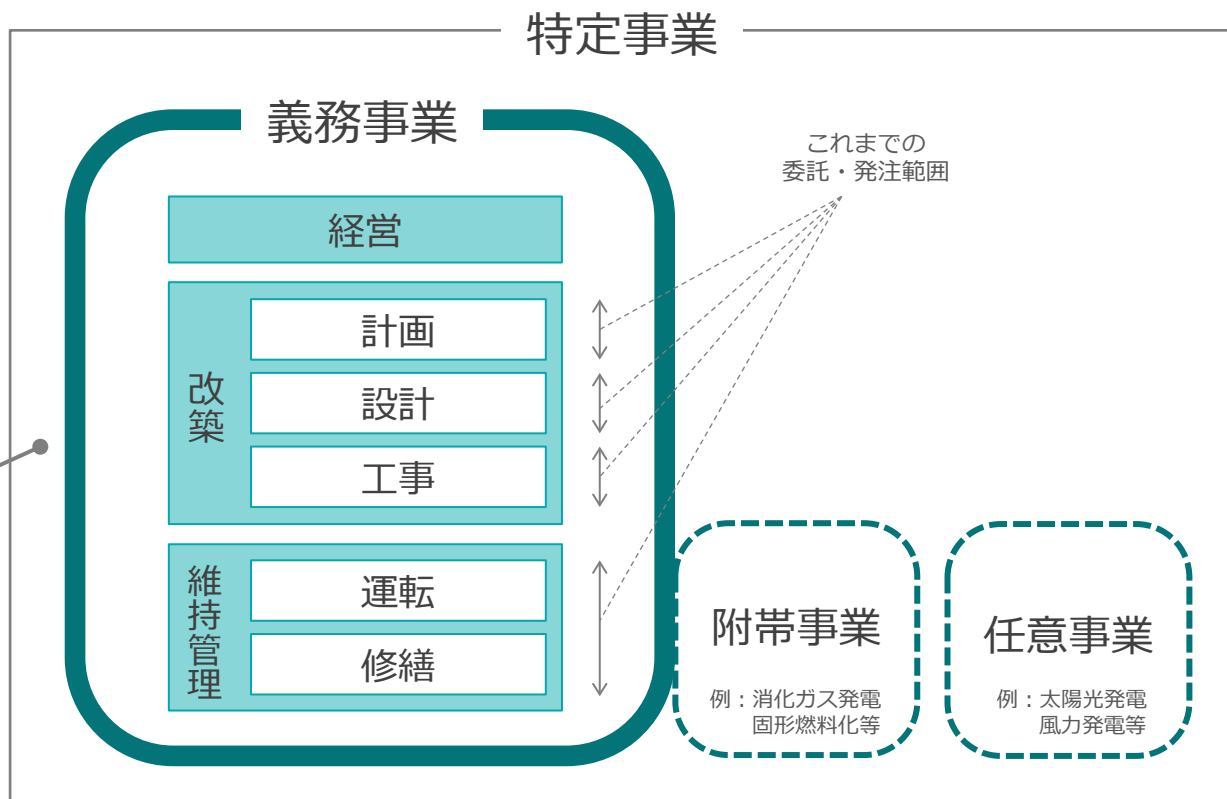 特定事業
義務事業
これまでの
委託・発注範囲
経営
改築
計画
設計
工事
維持管理
運転
修繕
附帯事業
例：消化ガス発電
固形燃料化等
任意事業
例：太陽光発電
風力発電等